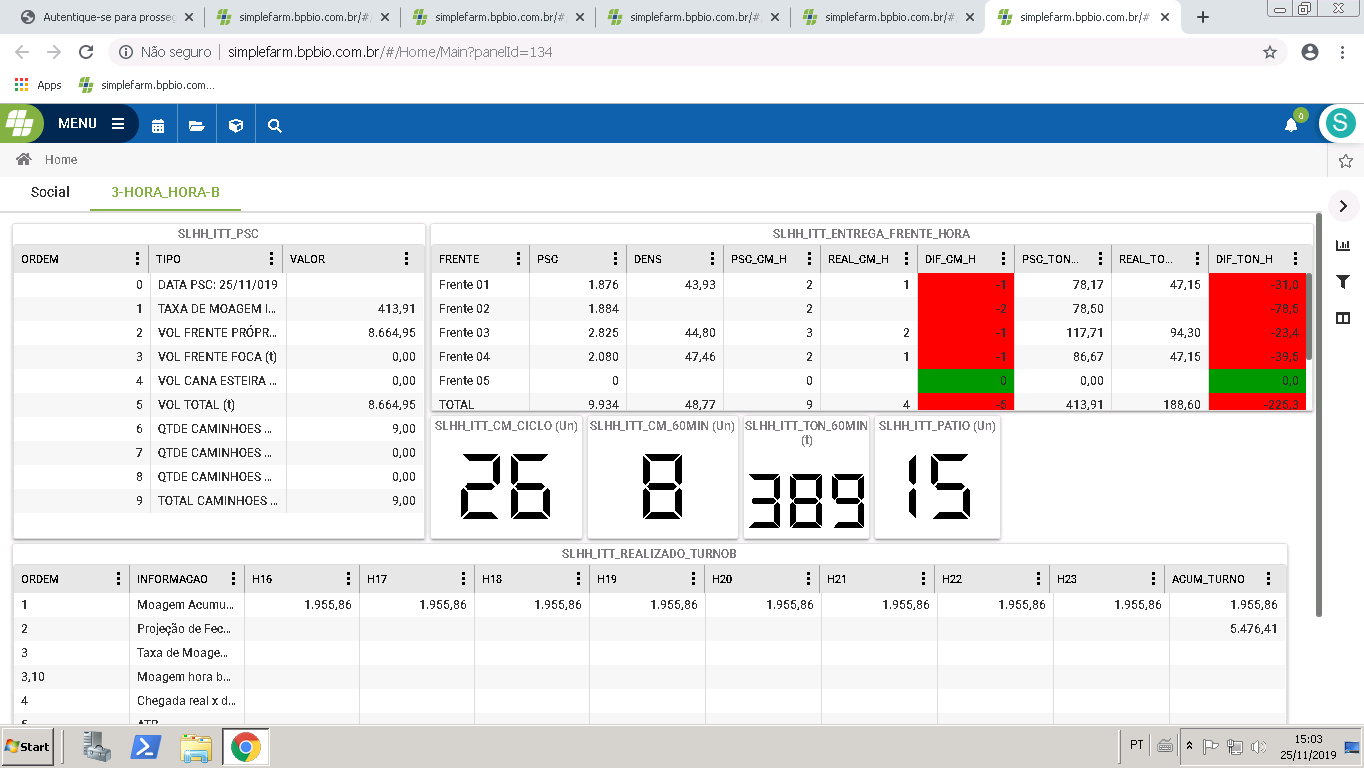 Autentique-se para prosse
simplefarm.bpbio.com.br/#
simplefarm.bpbio.com.br/#
simplefarm.bpbio.com.br/#
simplefarm.bpbio.com.br/#
simplefarm.bpbio.com.br/#
Não seguro | simplefarm.bpbio.com.br/#/Home/Main?panelId=134
Apps simplefarm.bpbio.com...
MENU 0 S
Home
Social 3-HORA_HORA-B
SLHH_ITT_PSC
ORDEM TIPO VALOR
0 DATA PSC: 25/11/019
1 TAXA DE MOAGEM I... 413,91
2 VOL FRENTE PRÓPR... 8.664,95
3 VOL FRENTE FOCA (t) 0,00
4 VOL CANA ESTEIRA ... 0,00
5 VOL TOTAL (t) 8.664,95
6 QTDE CAMINHOES ... 9,00
7 QTDE CAMINHOES ... 0,00
8 QTDE CAMINHOES ... 0,00
9 TOTAL CAMINHOES ... 9,00
SLHH_ITT_ENTREGA_FRENTE_HORA
FRENTE PSC DENS PSC_CM_H REAL_CM_H DIF_CM_H PSC_TON... REAL_TO... DIF_TON_H
Frente 01 1.876 43,93 2 1 -1 78,17 47,15 -31,0
Frente 02 1.884 2 -2 78,50 -78,5
Frente 03 2.825 44,80 3 2 -1 117,71 94,30 -23,4
Frente 04 2.080 47,46 2 1 -1 86,67 47,15 -39,5
Frente 05 0 0 0 0,00 0,0
TOTAL 9.934 48,77 9 4 -5 413,91 188,60 -225,3
SLHH_ITT_CM_CICLO (Un)
26
SLHH_ITT_CM_60MIN (Un)
8
SLHH_ITT_TON_60MIN
(t)
389
SLHH_ITT_PATIO (Un)
15
SLHH_ITT_REALIZADO_TURNOB
ORDEM INFORMACAO H16 H17 H18 H19 H20 H21 H22 H23 ACUM_TURNO
1 Moagem Acumu... 1.955,86 1.955,86 1.955,86 1.955,86 1.955,86 1.955,86 1.955,86 1.955,86 1.955,86
2 Projeção de Fec... 5.476,41
3 Taxa de Moage...
3,10 Moagem hora b...
4 Chegada real x d...
5 ATR
Start PT 15:03
25/11/2019